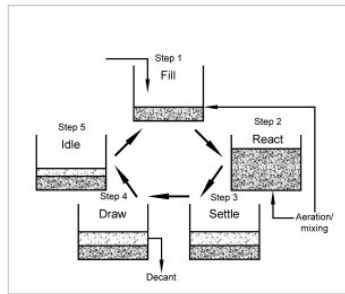 Step 1
Fill
Step 2
React
Aeration/
mixing
Step 3
Settle
Step 4
Draw
Decant
Step 5
Idle